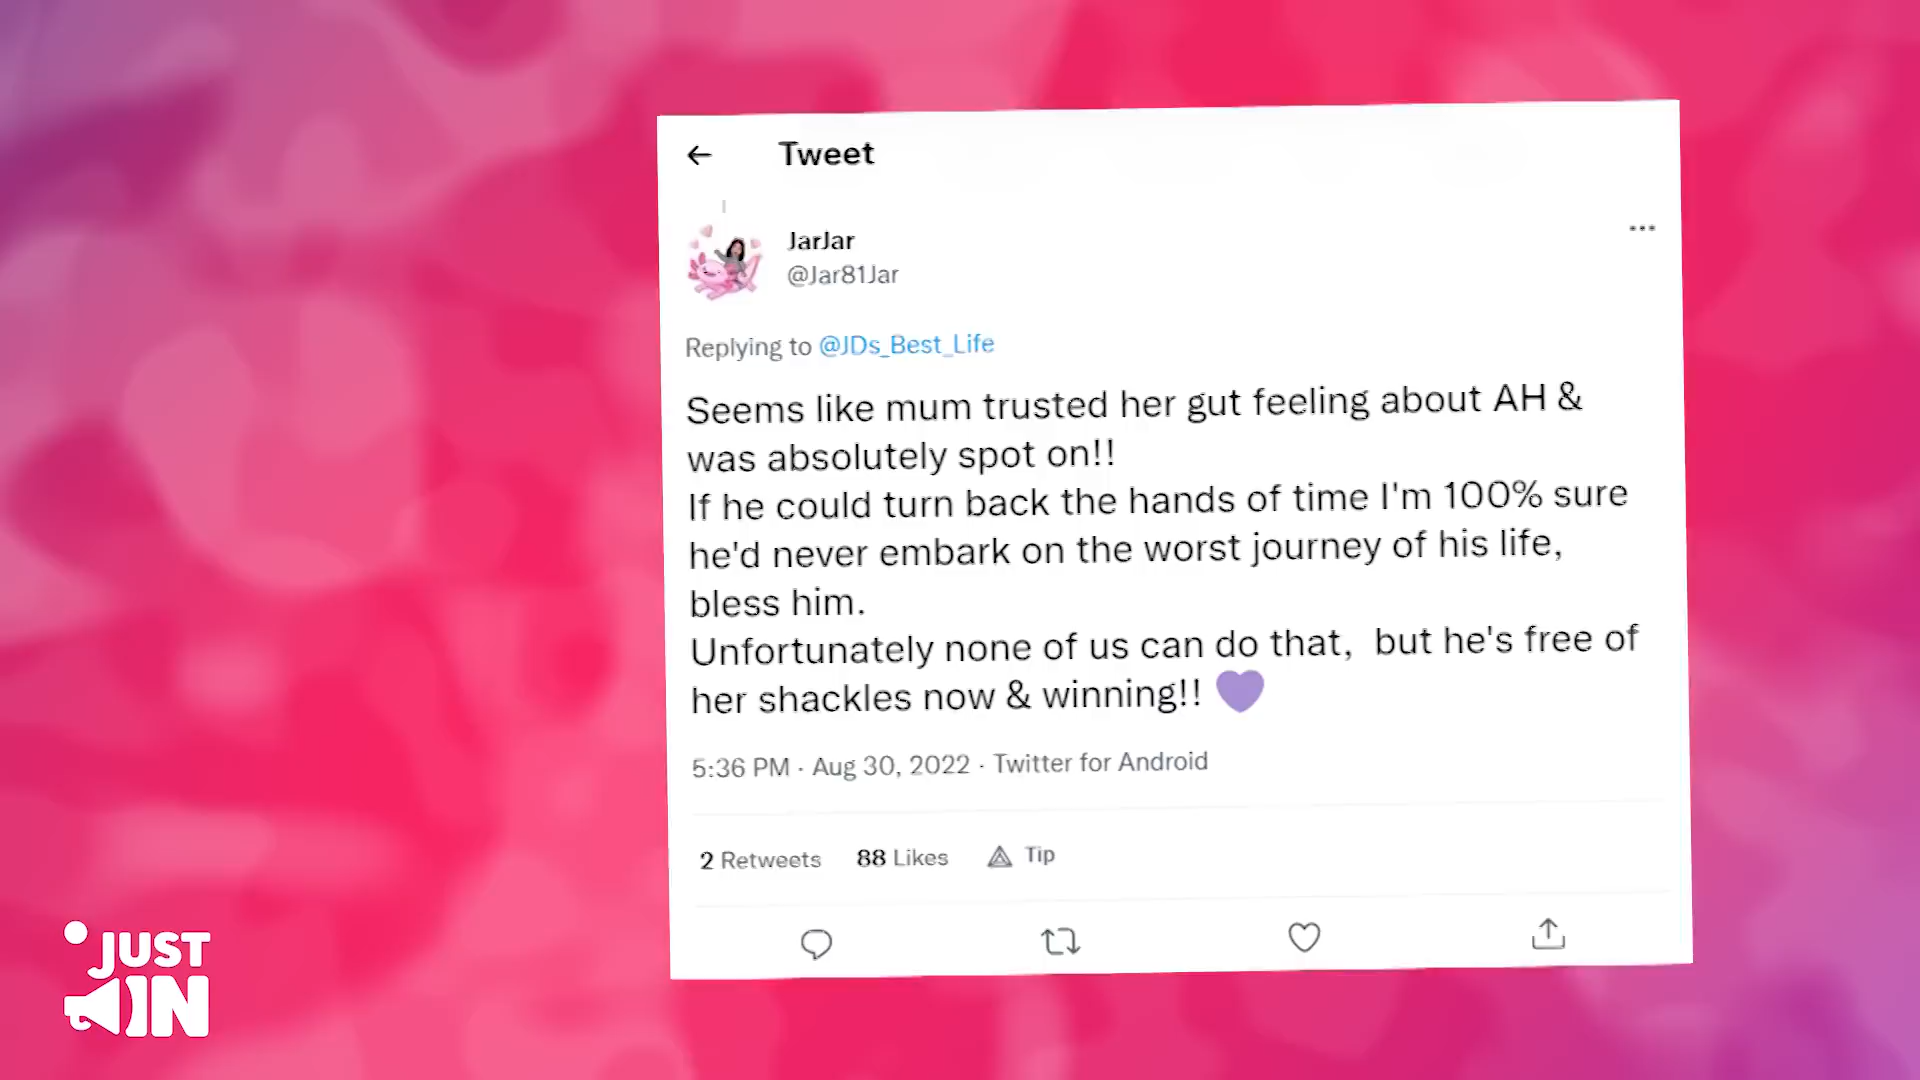 Tweet
JarJar
@Jar81Jar
Replying to @JDs_Best_Life
Seems like mum trusted her gut feeling about AH &
was absolutely spot on!!
If he could turn back the hands of time I'm 100% sure
he'd never embark on the worst journey of his life,
bless him.
Unfortunately none of us can do that,  but he's free of
her shackles now & winning!! 💜
5:36 PM · Aug 30, 2022 · Twitter for Android
2 Retweets 88 Likes Tip
JUST
IN